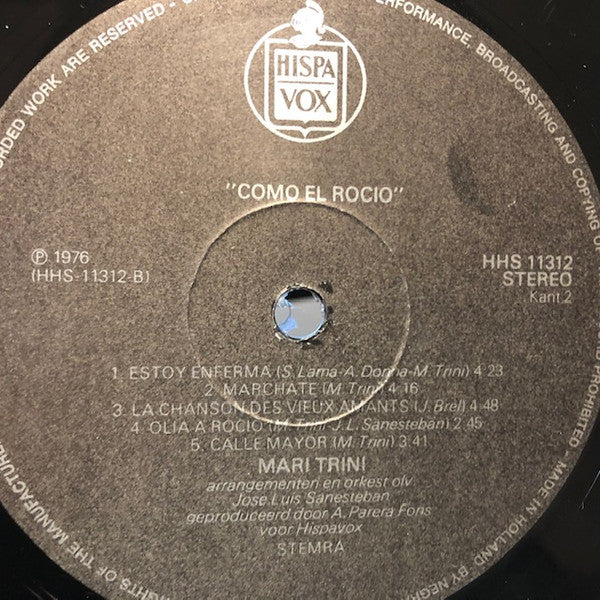 HISPA
VOX
"COMO EL ROCIO"
Ⓟ 1976
(HHS-11312-B)
HHS 11312
STEREO
Kant 2
1. ESTOY ENFERMA (S. Lama-A. Donna-M. Trini) 4:23
2. MARCHATE (M. Trini) 4:16
3. LA CHANSON DES VIEUX AMANTS (J. Brel) 4:48
4. OLIA A ROCIO (M. Trini-J.L. Sanesteban) 2:45
5. CALLE MAYOR (M. Trini) 3:41
MARI TRINI
arrangementen en orkest olv.
Jose Luis Sanesteban
geproduceerd door A. Parera Fons
voor Hispavox
STEMRA
RIGHTS OF THE MANUFACTURE
WORK ARE RESERVED
PERFORMANCE, BROADCASTING AND COPYING OF
PROHIBITED - MADE IN HOLLAND BY